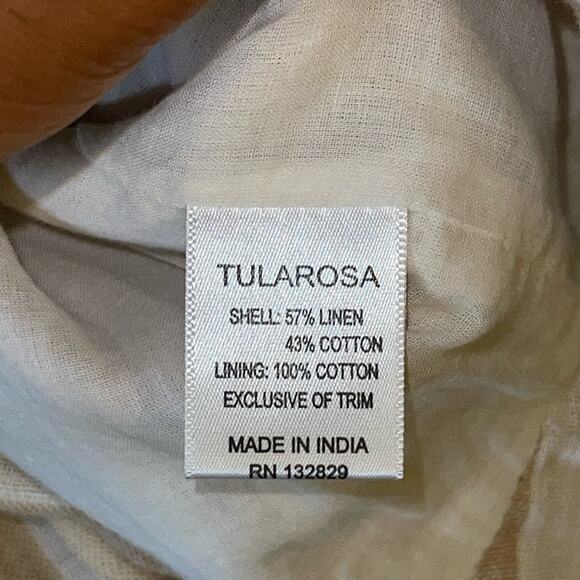 TULAROSA
SHELL: 57% LINEN
43% COTTON
LINING: 100% COTTON
EXCLUSIVE OF TRIM
MADE IN INDIA
RN 132829